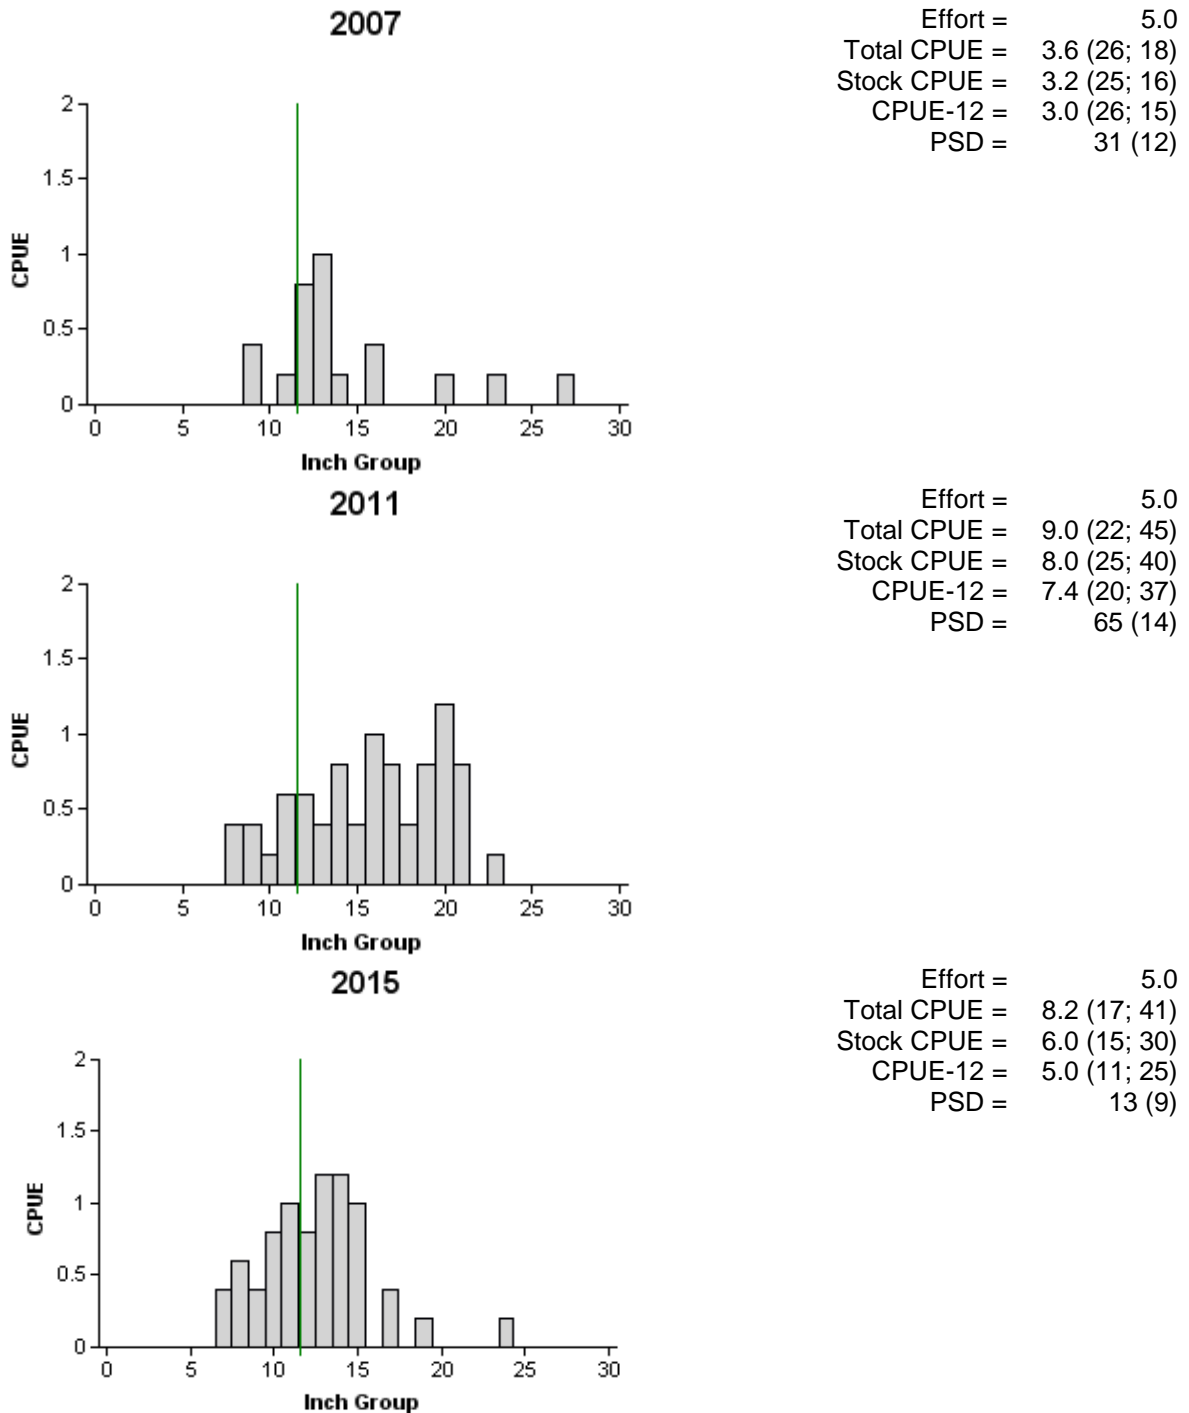 2007
Effort = 5.0
Total CPUE = 3.6 (26; 18)
Stock CPUE = 3.2 (25; 16)
CPUE-12 = 3.0 (26; 15)
PSD = 31 (12)
2
1.5
1
0.5
0
CPUE
0 5 10 15 20 25 30
Inch Group
2011
Effort = 5.0
Total CPUE = 9.0 (22; 45)
Stock CPUE = 8.0 (25; 40)
CPUE-12 = 7.4 (20; 37)
PSD = 65 (14)
2
1.5
1
0.5
0
CPUE
0 5 10 15 20 25 30
Inch Group
2015
Effort = 5.0
Total CPUE = 8.2 (17; 41)
Stock CPUE = 6.0 (15; 30)
CPUE-12 = 5.0 (11; 25)
PSD = 13 (9)
2
1.5
1
0.5
0
CPUE
0 5 10 15 20 25 30
Inch Group